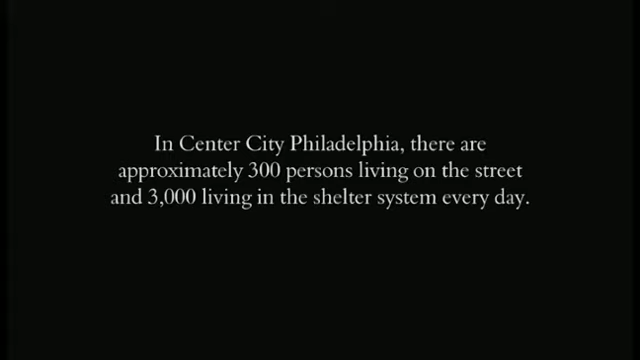 In Center City Philadelphia, there are
approximately 300 persons living on the street
and 3,000 living in the shelter system every day.